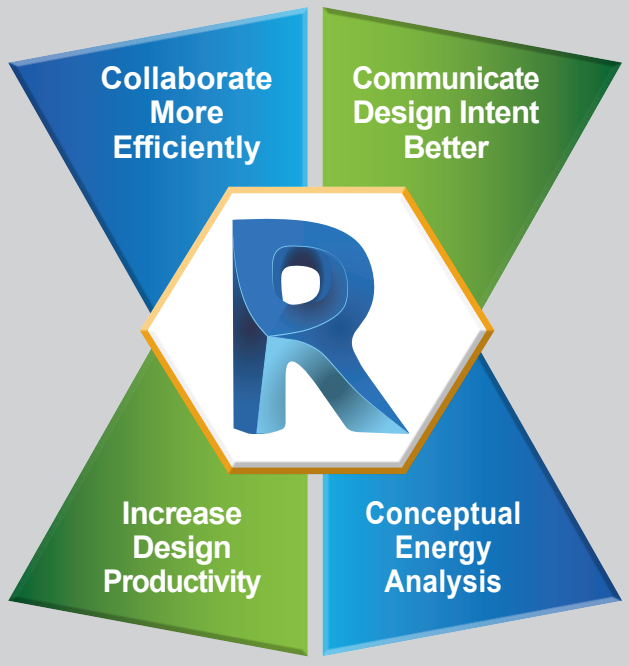 Collaborate
More
Efficiently
Communicate
Design Intent
Better
R
Increase
Design
Productivity
Conceptual
Energy
Analysis